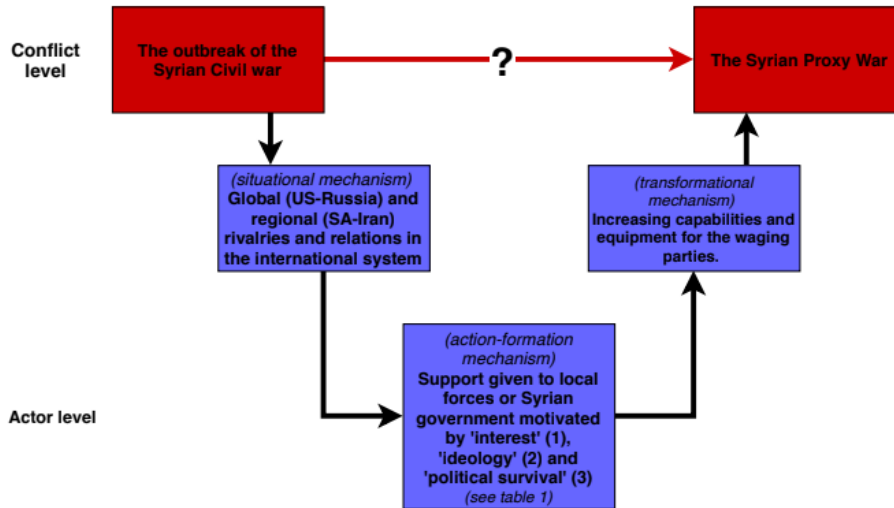 Conflict
level
The outbreak of the
Syrian Civil war
?
The Syrian Proxy War
(situational mechanism)
Global (US-Russia) and
regional (SA-Iran)
rivalries and relations in
the international system
(transformational
mechanism)
Increasing capabilities and
equipment for the waging
parties.
Actor level
(action-formation
mechanism)
Support given to local
forces or Syrian
government motivated
by 'interest' (1),
'ideology' (2) and
'political survival' (3)
(see table 1)